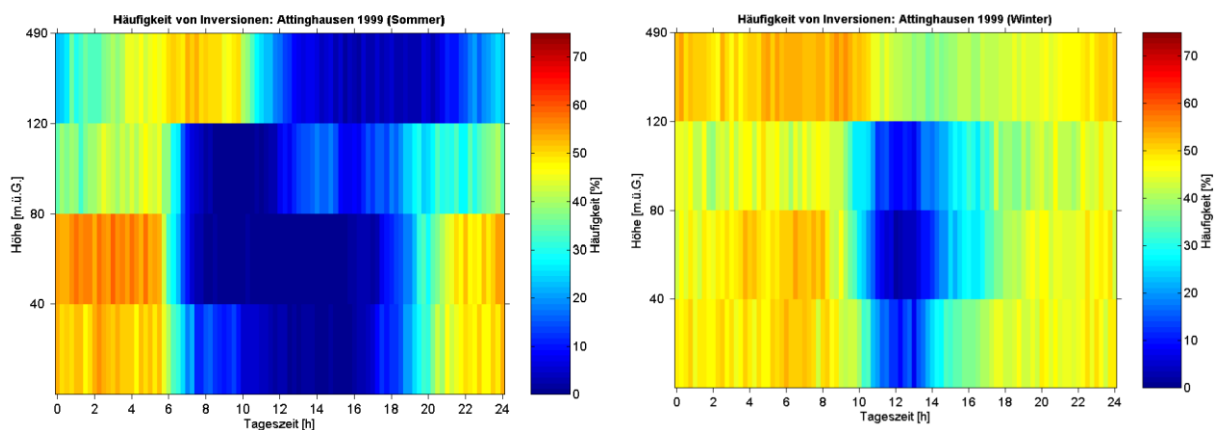 Häufigkeit von Inversionen: Attinghausen 1999 (Sommer)
490
120
80
40
Höhe [m.ü.G.]
0 2 4 6 8 10 12 14 16 18 20 22 24
Tageszeit [h]
70
60
50
40
30
20
10
0
Häufigkeit [%]
Häufigkeit von Inversionen: Attinghausen 1999 (Winter)
490
120
80
40
Höhe [m.ü.G.]
0 2 4 6 8 10 12 14 16 18 20 22 24
Tageszeit [h]
70
60
50
40
30
20
10
0
Häufigkeit [%]